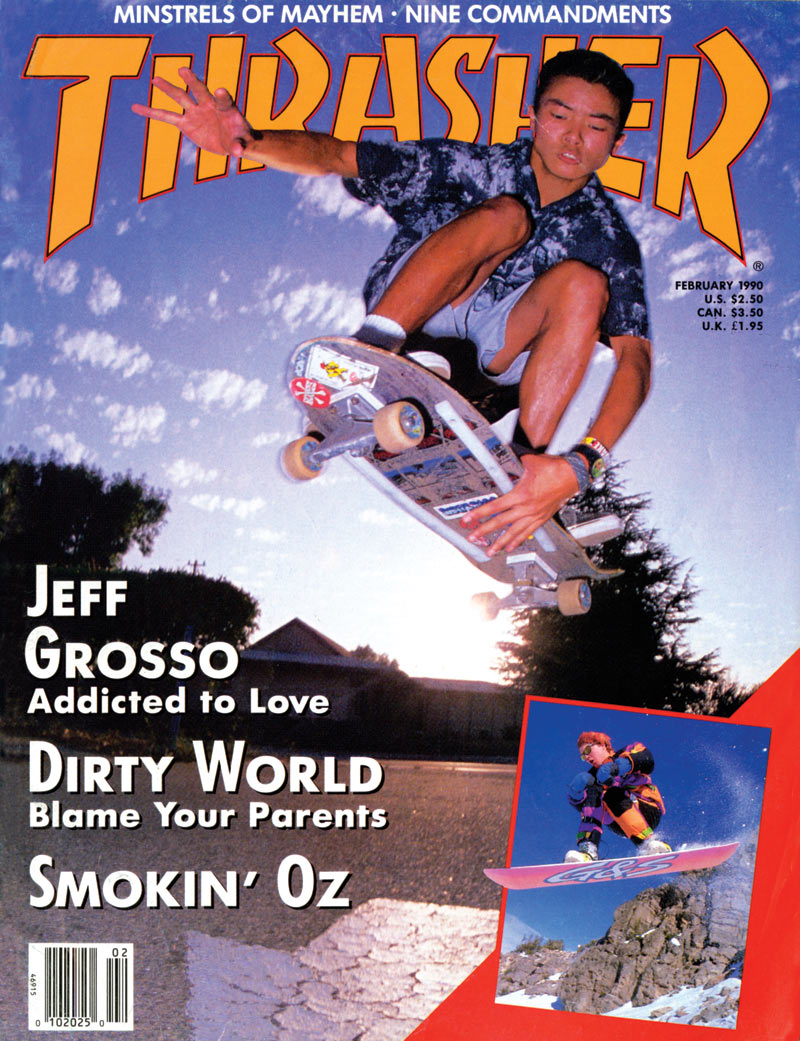 MINSTRELS OF MAYHEM · NINE COMMANDMENTS
THRASHER
®
FEBRUARY 1990
U.S. $2.50
CAN. $3.50
U.K. £1.95
JEFF
GROSSO
Addicted to Love
DIRTY WORLD
Blame Your Parents
SMOKIN' OZ
G&S
02
46915
0 102025 0